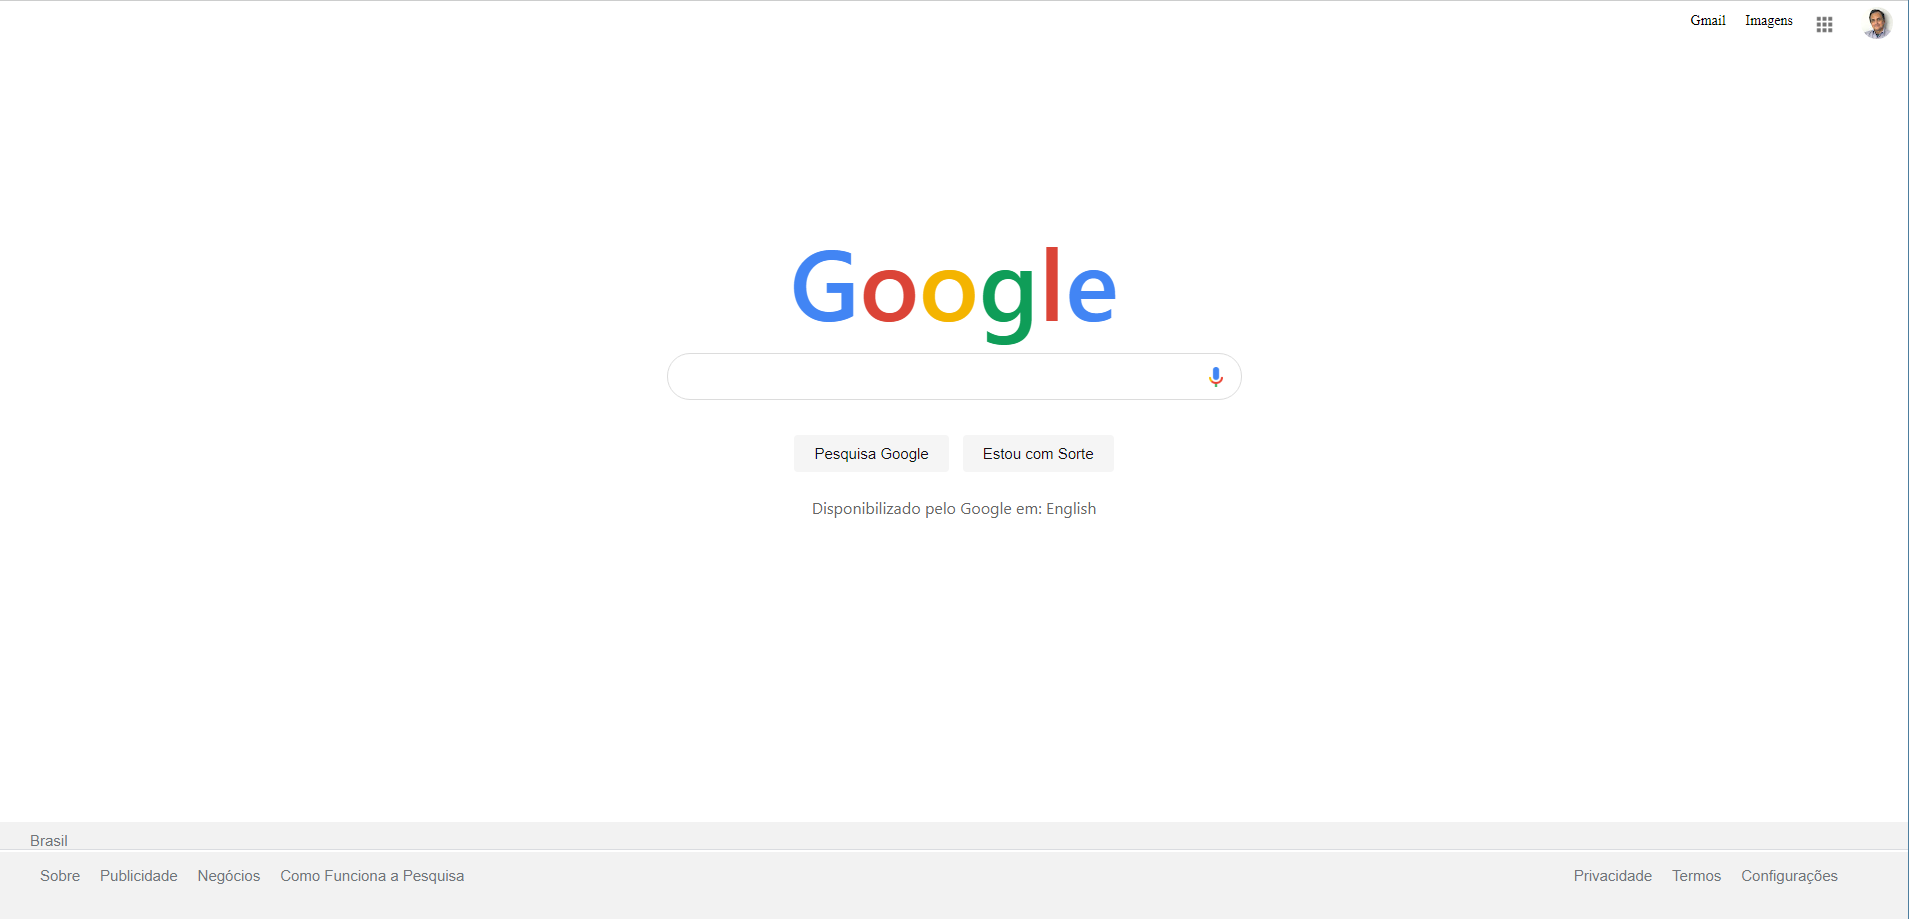 Gmail Imagens
Google
Pesquisa Google Estou com Sorte
Disponibilizado pelo Google em: English
Brasil
Sobre Publicidade Negócios Como Funciona a Pesquisa Privacidade Termos Configurações